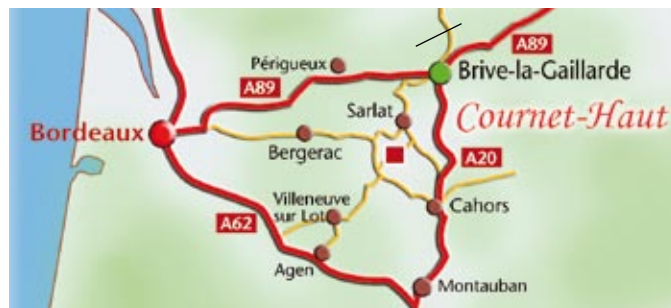 A89
Périgueux
Brive-la-Gaillarde
A89
Sarlat
Cournet-Haut
Bordeaux
Bergerac
A20
Villeneuve
sur Lot
Cahors
A62
Agen
Montauban